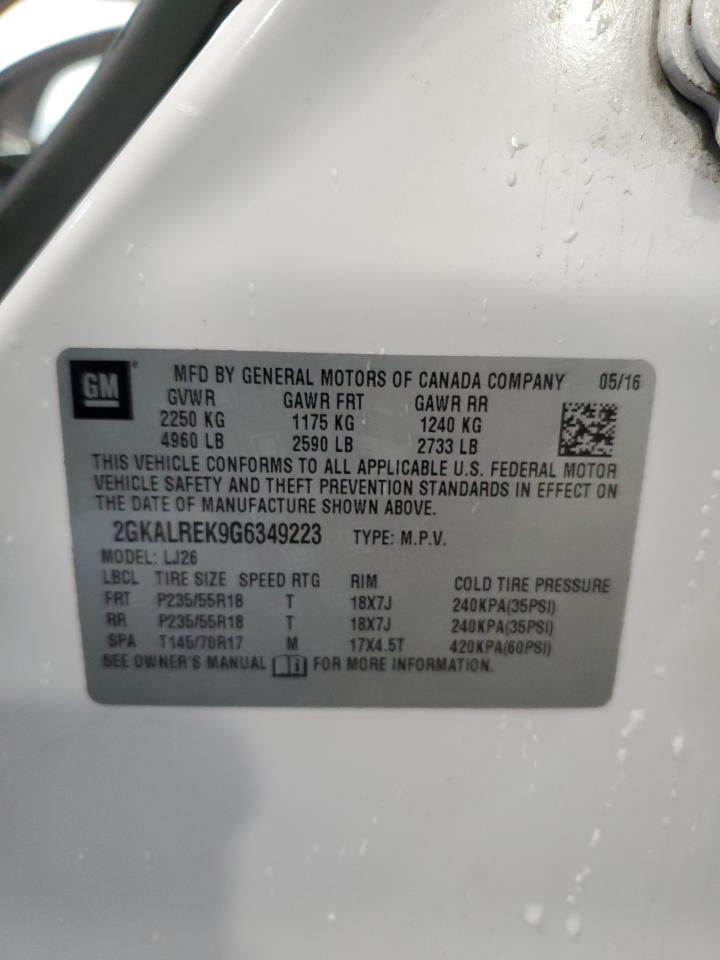 GM ® MFD BY GENERAL MOTORS OF CANADA COMPANY 05/16
GVWR GAWR FRT GAWR RR
2250 KG 1175 KG 1240 KG
4960 LB 2590 LB 2733 LB
THIS VEHICLE CONFORMS TO ALL APPLICABLE U.S. FEDERAL MOTOR
VEHICLE SAFETY AND THEFT PREVENTION STANDARDS IN EFFECT ON
THE DATE OF MANUFACTURE SHOWN ABOVE.
2GKALREK9G6349223 TYPE: M.P.V.
MODEL: LJ26
LBCL TIRE SIZE SPEED RTG RIM COLD TIRE PRESSURE
FRT P235/55R18 T 18X7J 240KPA(35PSI)
RR P235/55R18 T 18X7J 240KPA(35PSI)
SPA T145/70R17 M 17X4.5T 420KPA(60PSI)
SEE OWNER'S MANUAL FOR MORE INFORMATION.